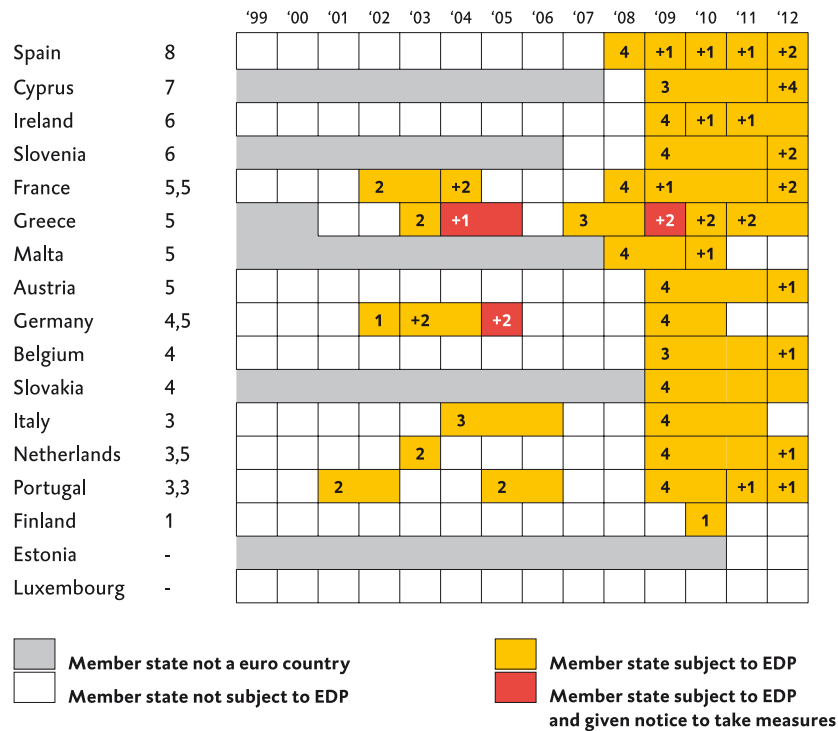 ‘99 ‘00 ‘01 ‘02 ‘03 ‘04 ‘05 ‘06 ‘07 ‘08 ‘09 ‘10 ‘11 ‘12
Spain 8 4 +1 +1 +1 +2
Cyprus 7 3 +4
Ireland 6 4 +1 +1
Slovenia 6 4 +2
France 5,5 2 +2 4 +1 +2
Greece 5 2 +1 3 +2 +2 +2
Malta 5 4 +1
Austria 5 4 +1
Germany 4,5 1 +2 +2 4
Belgium 4 3 +1
Slovakia 4 4
Italy 3 3 4
Netherlands 3,5 2 4 +1
Portugal 3,3 2 2 4 +1 +1
Finland 1 1
Estonia -
Luxembourg -
Member state not a euro country
Member state not subject to EDP
Member state subject to EDP
Member state subject to EDP
and given notice to take measures